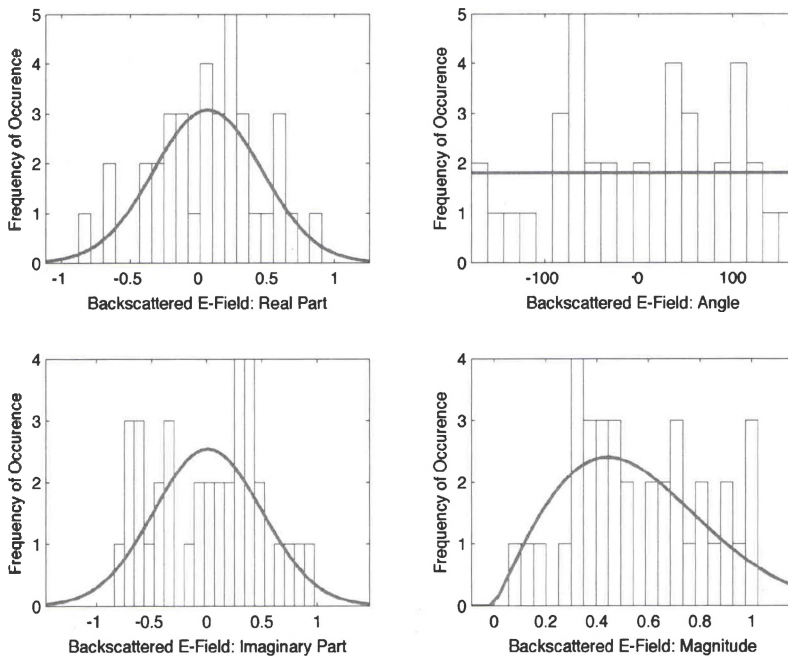 5
4
3
2
1
0
Frequency of Occurence
-1 -0.5 0 0.5 1
Backscattered E-Field: Real Part
5
4
3
2
1
0
Frequency of Occurence
-100 0 100
Backscattered E-Field: Angle
4
3
2
1
0
Frequency of Occurence
-1 -0.5 0 0.5 1
Backscattered E-Field: Imaginary Part
4
3
2
1
0
Frequency of Occurence
0 0.2 0.4 0.6 0.8 1
Backscattered E-Field: Magnitude